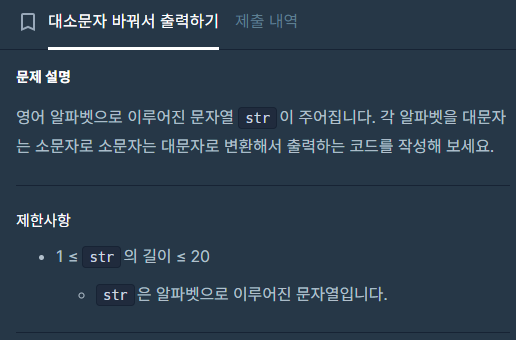 대소문자 바꿔서 출력하기 제출 내역
문제 설명
영어 알파벳으로 이루어진 문자열 str 이 주어집니다. 각 알파벳을 대문자
는 소문자로 소문자는 대문자로 변환해서 출력하는 코드를 작성해 보세요.
제한사항
• 1 ≤ str 의 길이 ≤ 20
◦ str 은 알파벳으로 이루어진 문자열입니다.